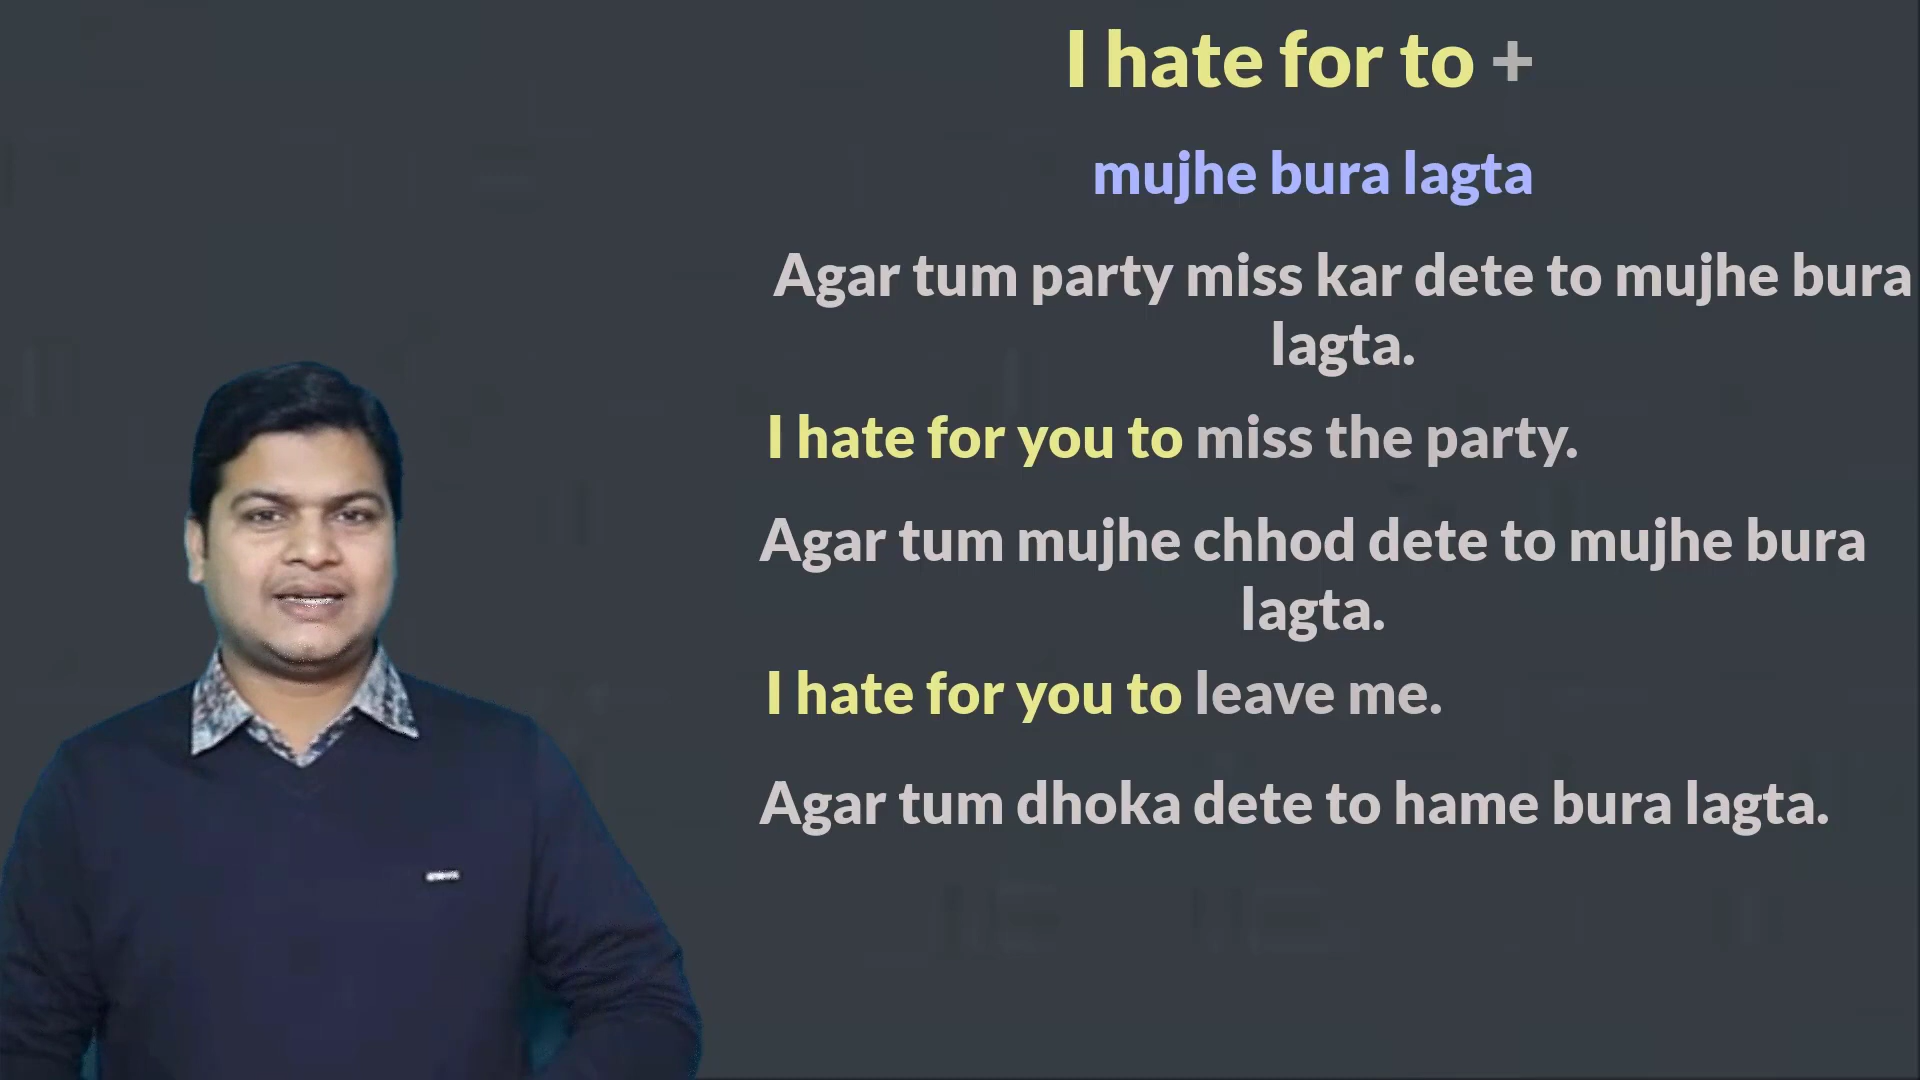 I hate for to +
mujhe bura lagta
Agar tum party miss kar dete to mujhe bura
lagta.
I hate for you to miss the party.
Agar tum mujhe chhod dete to mujhe bura
lagta.
I hate for you to leave me.
Agar tum dhoka dete to hame bura lagta.